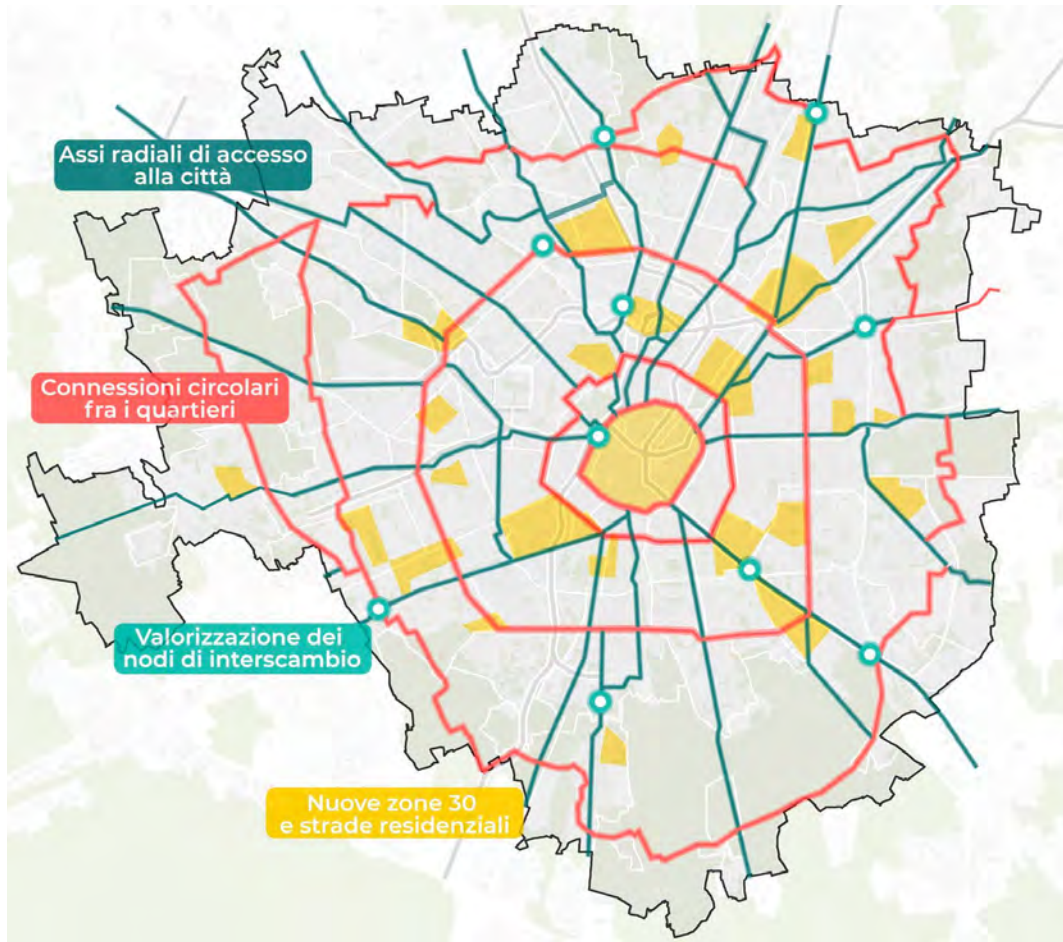 Assi radiali di accesso
alla città
Connessioni circolari
fra i quartieri
Valorizzazione dei
nodi di interscambio
Nuove zone 30
e strade residenziali